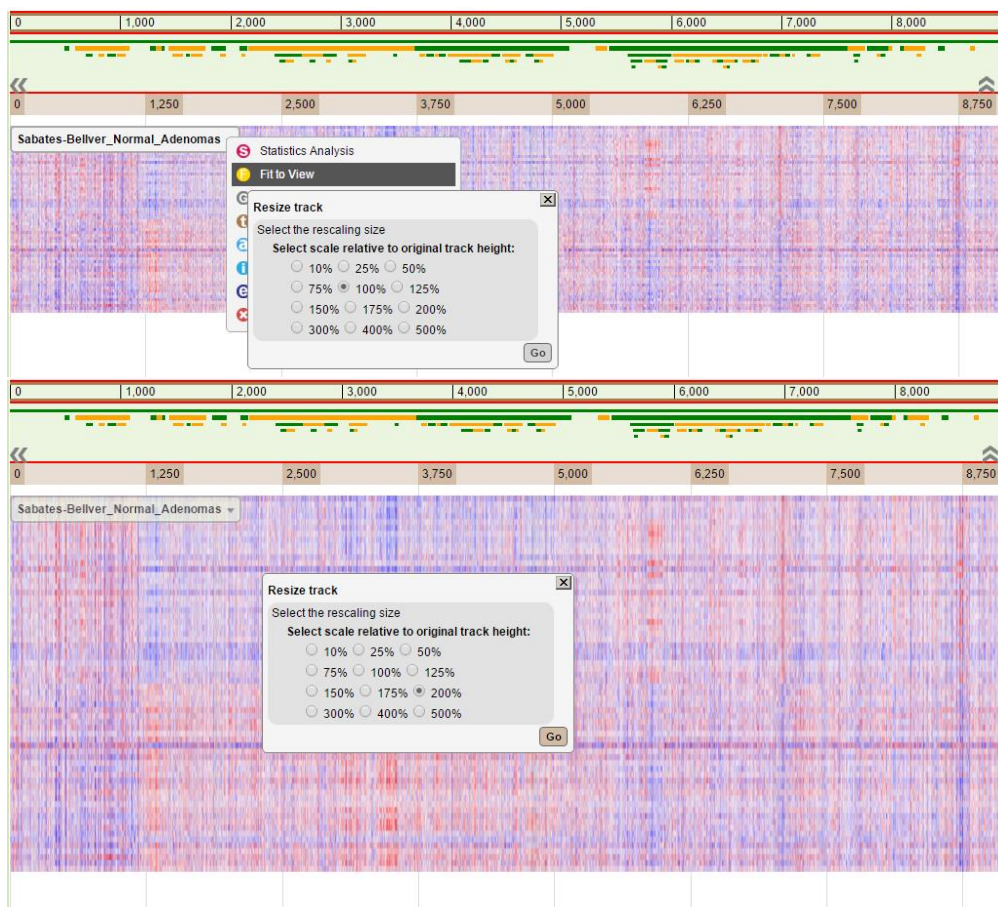 0 1,000 2,000 3,000 4,000 5,000 6,000 7,000 8,000
0 1,250 2,500 3,750 5,000 6,250 7,500 8,750
Sabates-Bellver_Normal_Adenomas
S Statistics Analysis
F Fit to View
G
t
a
i
e
Resize track
Select the rescaling size
Select scale relative to original track height:
10% 25% 50%
75% 100% 125%
150% 175% 200%
300% 400% 500%
Go
0 1,000 2,000 3,000 4,000 5,000 6,000 7,000 8,000
0 1,250 2,500 3,750 5,000 6,250 7,500 8,750
Sabates-Bellver_Normal_Adenomas
Resize track
Select the rescaling size
Select scale relative to original track height:
10% 25% 50%
75% 100% 125%
150% 175% 200%
300% 400% 500%
Go